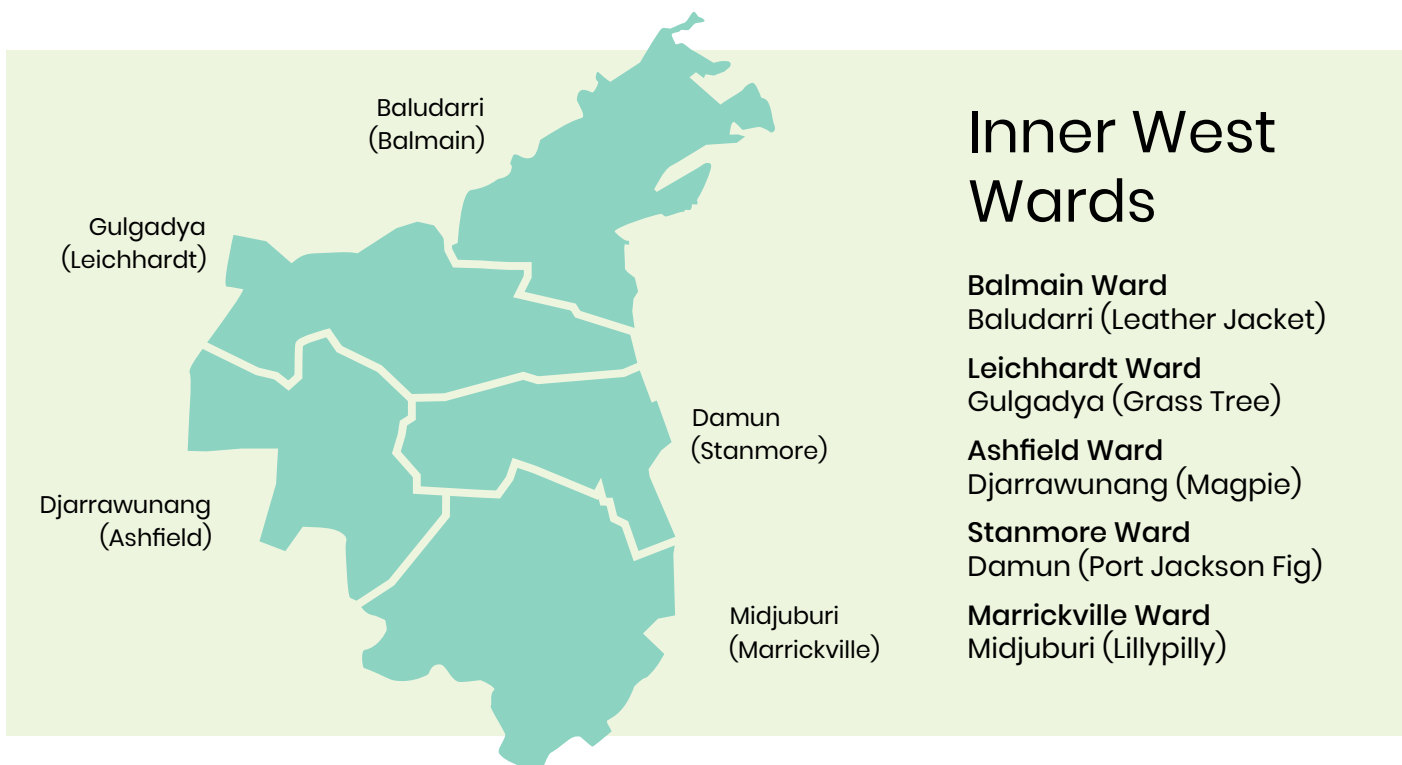 Baludarri
(Balmain)
Gulgadya
(Leichhardt)
Damun
(Stanmore)
Djarrawunang
(Ashfield)
Midjuburi
(Marrickville)
Inner West
Wards
Balmain Ward
Baludarri (Leather Jacket)
Leichhardt Ward
Gulgadya (Grass Tree)
Ashfield Ward
Djarrawunang (Magpie)
Stanmore Ward
Damun (Port Jackson Fig)
Marrickville Ward
Midjuburi (Lillypilly)